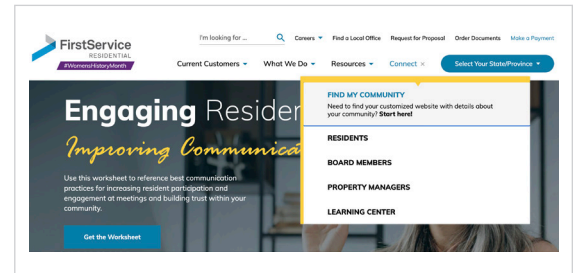 I'm looking for ...
Careers
Find a Local Office
Request for Proposal
Order Documents
Make a Payment
FirstService
RESIDENTIAL
#WomensHistoryMonth
Current Customers
What We Do
Resources
Connect ×
Select Your State/Province
FIND MY COMMUNITY
Need to find your customized website with details about
your community? Start here!
RESIDENTS
BOARD MEMBERS
PROPERTY MANAGERS
LEARNING CENTER
Engaging Resider
Improving Communica
Use this worksheet to reference best communication
practices for increasing resident participation and
engagement at meetings and building trust within your
community.
Get the Worksheet